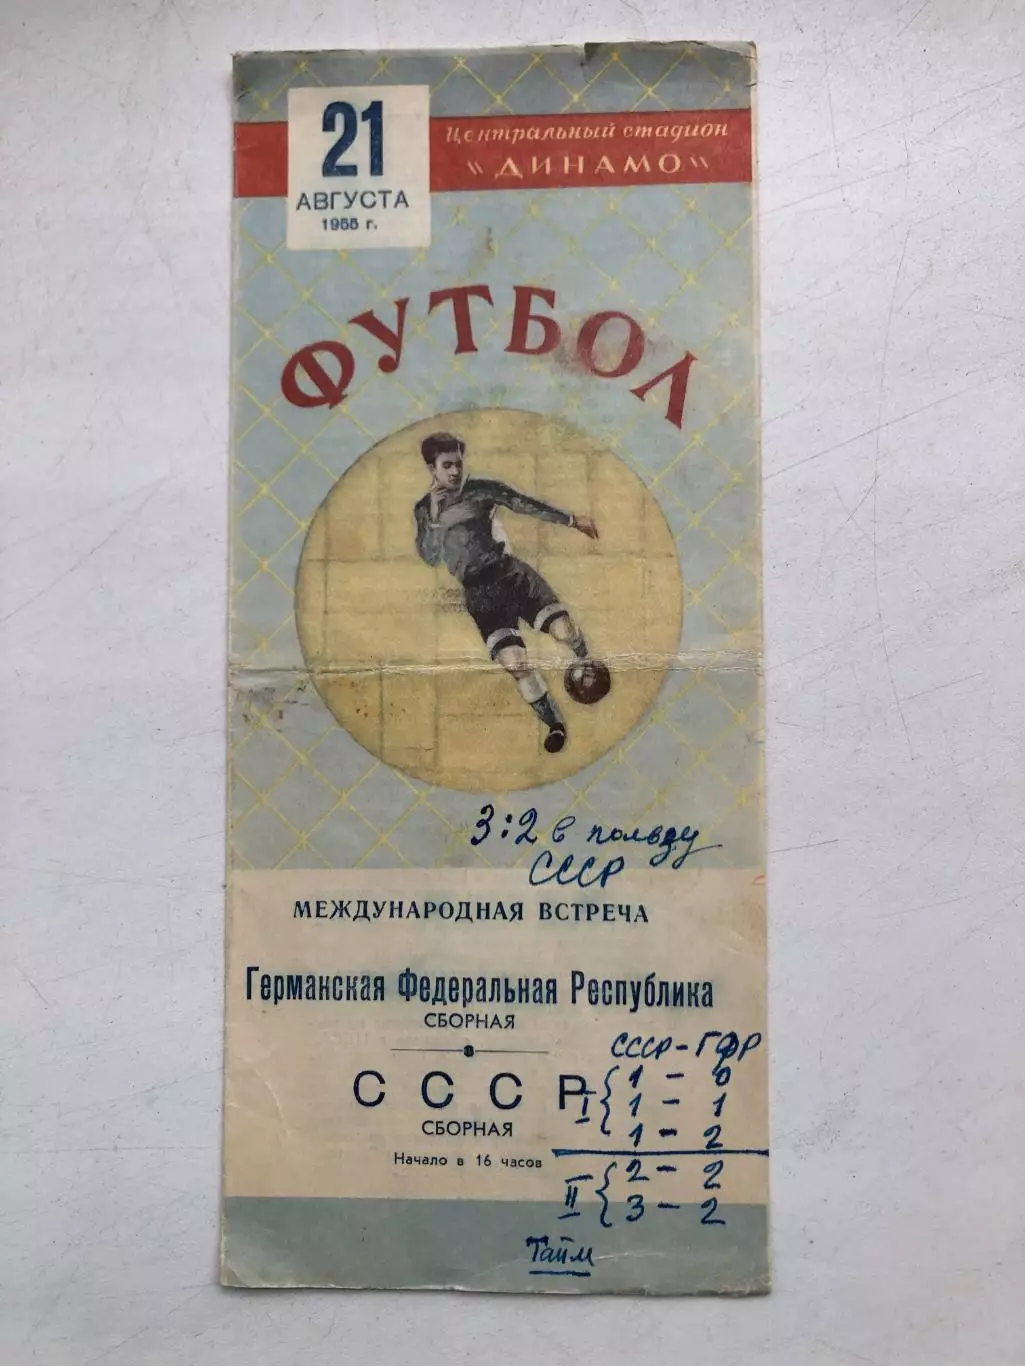 21
АВГУСТА
1955 г.
Центральный стадион
"ДИНАМО"
ФУТБОЛ
3:2 в пользу
СССР
МЕЖДУНАРОДНАЯ ВСТРЕЧА
Германская Федеральная Республика
СБОРНАЯ
СССР
СБОРНАЯ
Начало в 16 часов
СССР-ГФР
I { 1 - 0
1 - 1
1 - 2
II { 2 - 2
3 - 2
Тайм